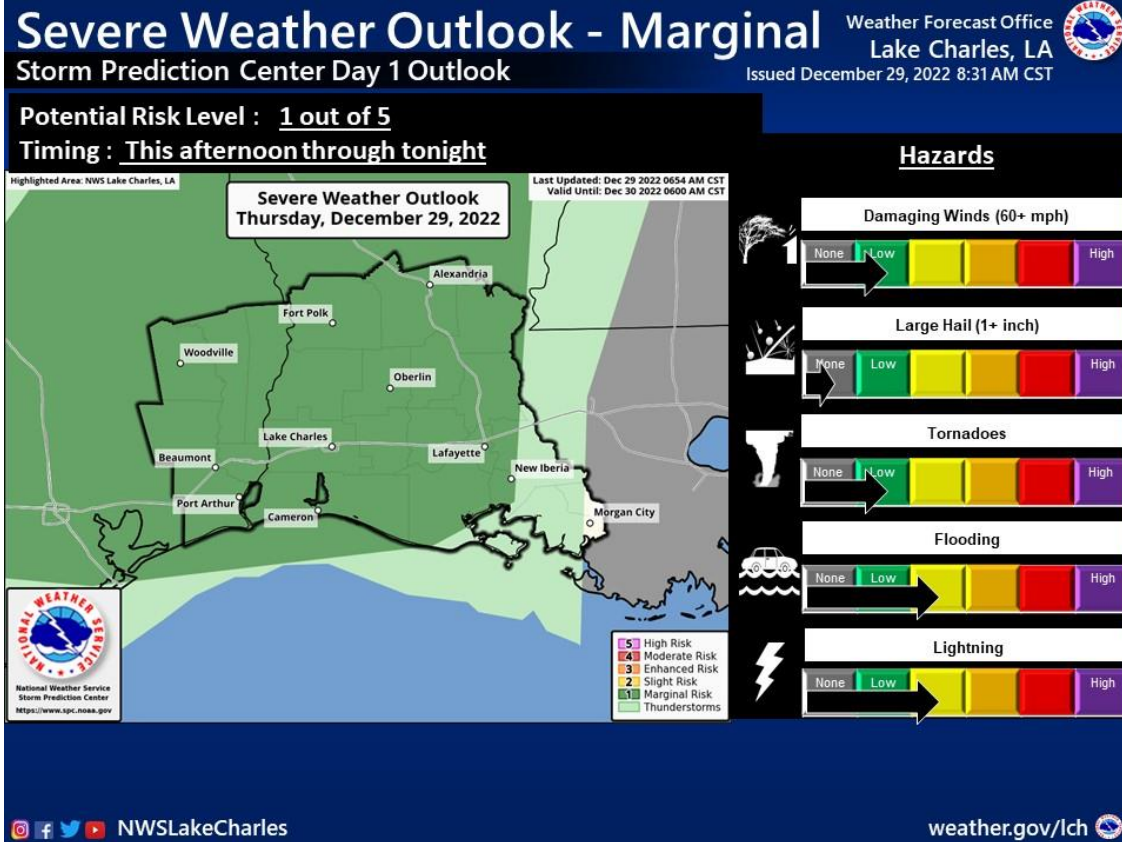 Severe Weather Outlook - Marginal
Storm Prediction Center Day 1 Outlook
Weather Forecast Office
Lake Charles, LA
Issued December 29, 2022 8:31 AM CST
NATIONAL WEATHER SERVICE
Potential Risk Level : 1 out of 5
Timing : This afternoon through tonight
Highlighted Area: NWS Lake Charles, LA
Severe Weather Outlook
Thursday, December 29, 2022
Last Updated: Dec 29 2022 0654 AM CST
Valid Until: Dec 30 2022 0600 AM CST
Alexandria
Fort Polk
Woodville
Oberlin
Lake Charles
Beaumont
Lafayette
New Iberia
Port Arthur
Cameron
Morgan City
NATIONAL WEATHER SERVICE
National Weather Service
Storm Prediction Center
https://www.spc.noaa.gov
5 High Risk
4 Moderate Risk
3 Enhanced Risk
2 Slight Risk
1 Marginal Risk
Thunderstorms
Hazards
Damaging Winds (60+ mph)
None Low High
Large Hail (1+ inch)
None Low High
Tornadoes
None Low High
Flooding
None Low High
Lightning
None Low High
NWSLakeCharles
weather.gov/lch